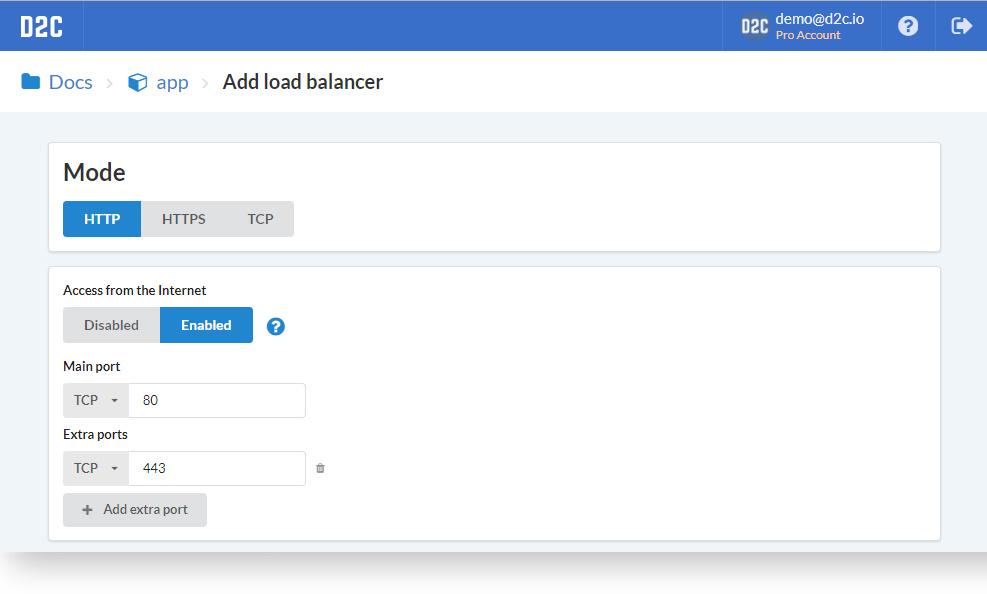 D2C
D2C demo@d2c.io
Pro Account
?
Docs > app > Add load balancer
Mode
HTTP HTTPS TCP
Access from the Internet
Disabled Enabled ?
Main port
TCP 80
Extra ports
TCP 443
+ Add extra port